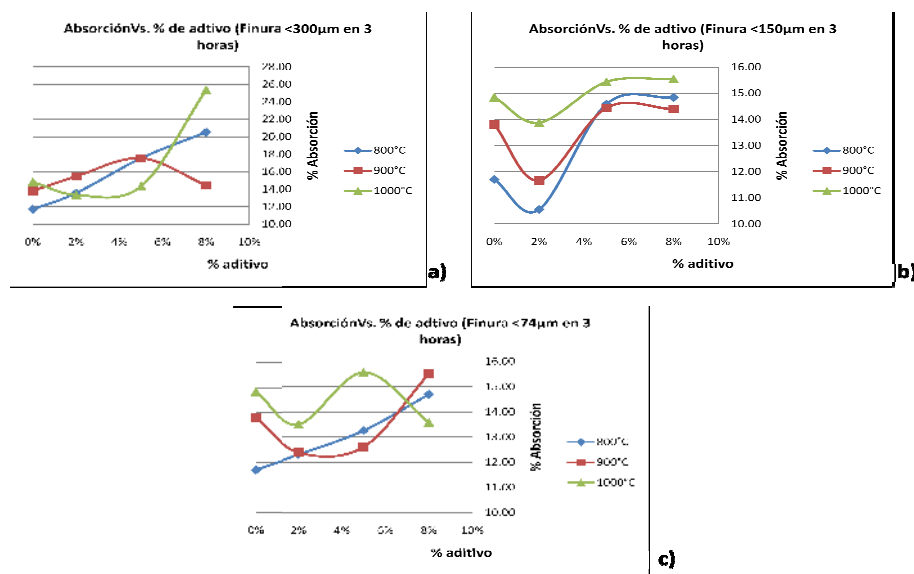 AbsorciónVs. % de adtivo (Finura <300µm en 3
horas)
28.00
26.00
24.00
22.00
20.00
18.00
16.00
14.00
12.00
10.00
% Absorción
800°C
900°C
1000°C
0% 2% 4% 6% 8% 10%
% aditivo
a)
AbsorciónVs. % de adtivo (Finura <150µm en 3
horas)
16.00
15.00
14.00
13.00
12.00
11.00
10.00
% Absorción
800°C
900°C
1000°C
0% 2% 4% 6% 8% 10%
% aditivo
b)
AbsorciónVs. % de adtivo (Finura <74µm en 3
horas)
16.00
15.00
14.00
13.00
12.00
11.00
10.00
% Absorción
800°C
900°C
1000°C
0% 2% 4% 6% 8% 10%
% aditivo
c)